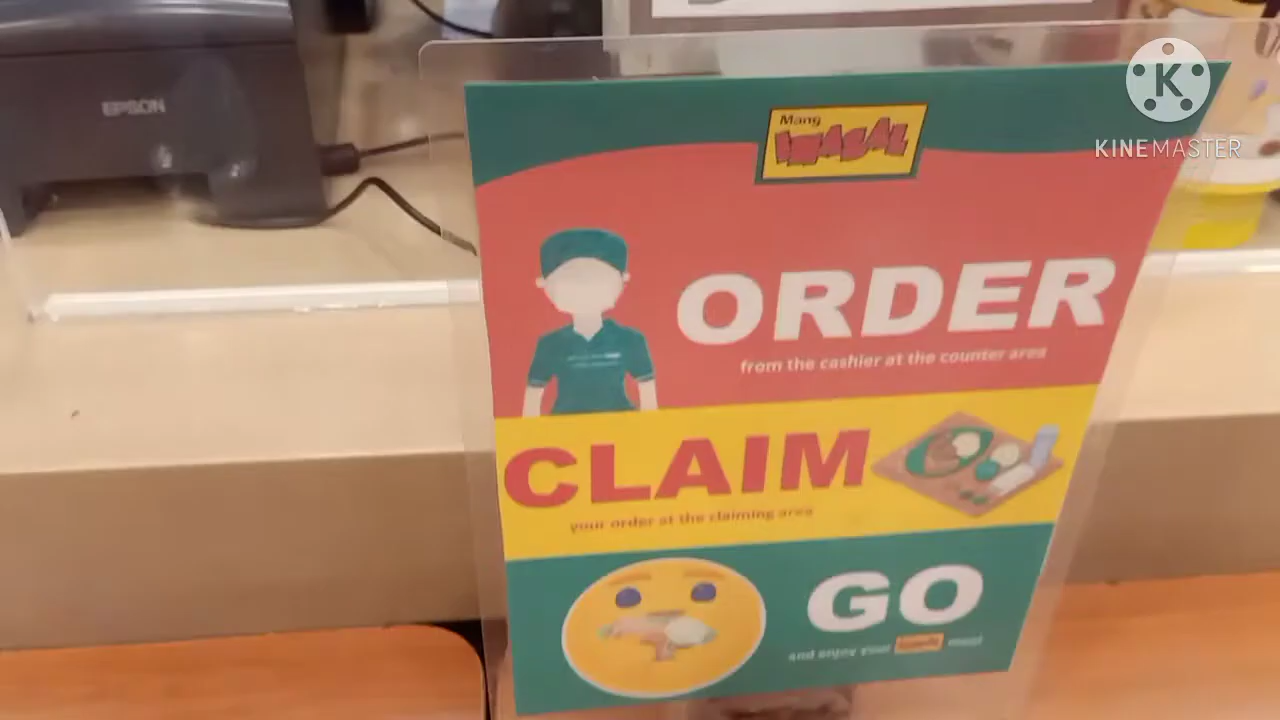 EPSON
K
KINEMASTER
Mang
INASAL
ORDER
from the cashier at the counter area
CLAIM
your order at the claiming area
GO
and enjoy your meal